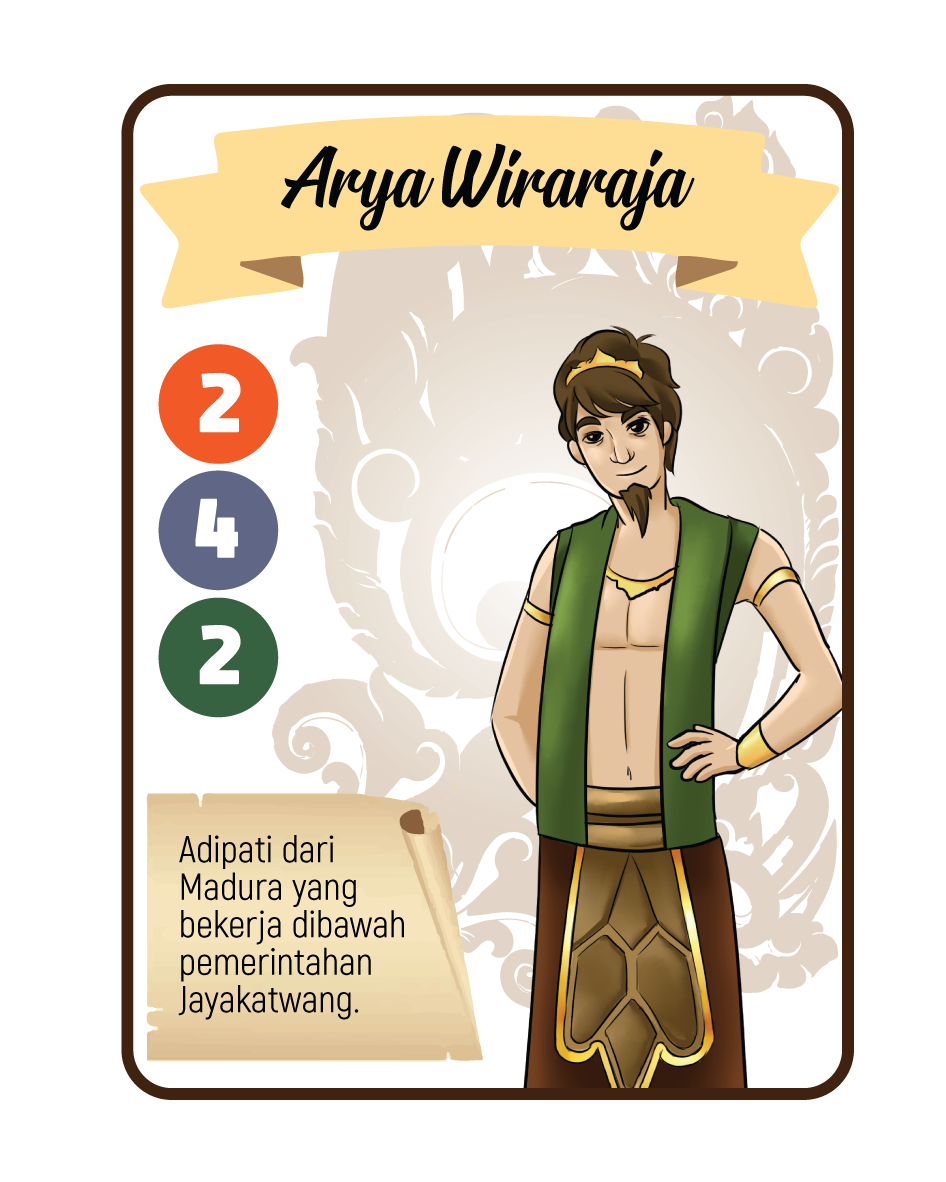 Arya Wiraraja
2
4
2
Adipati dari
Madura yang
bekerja dibawah
pemerintahan
Jayakatwang.